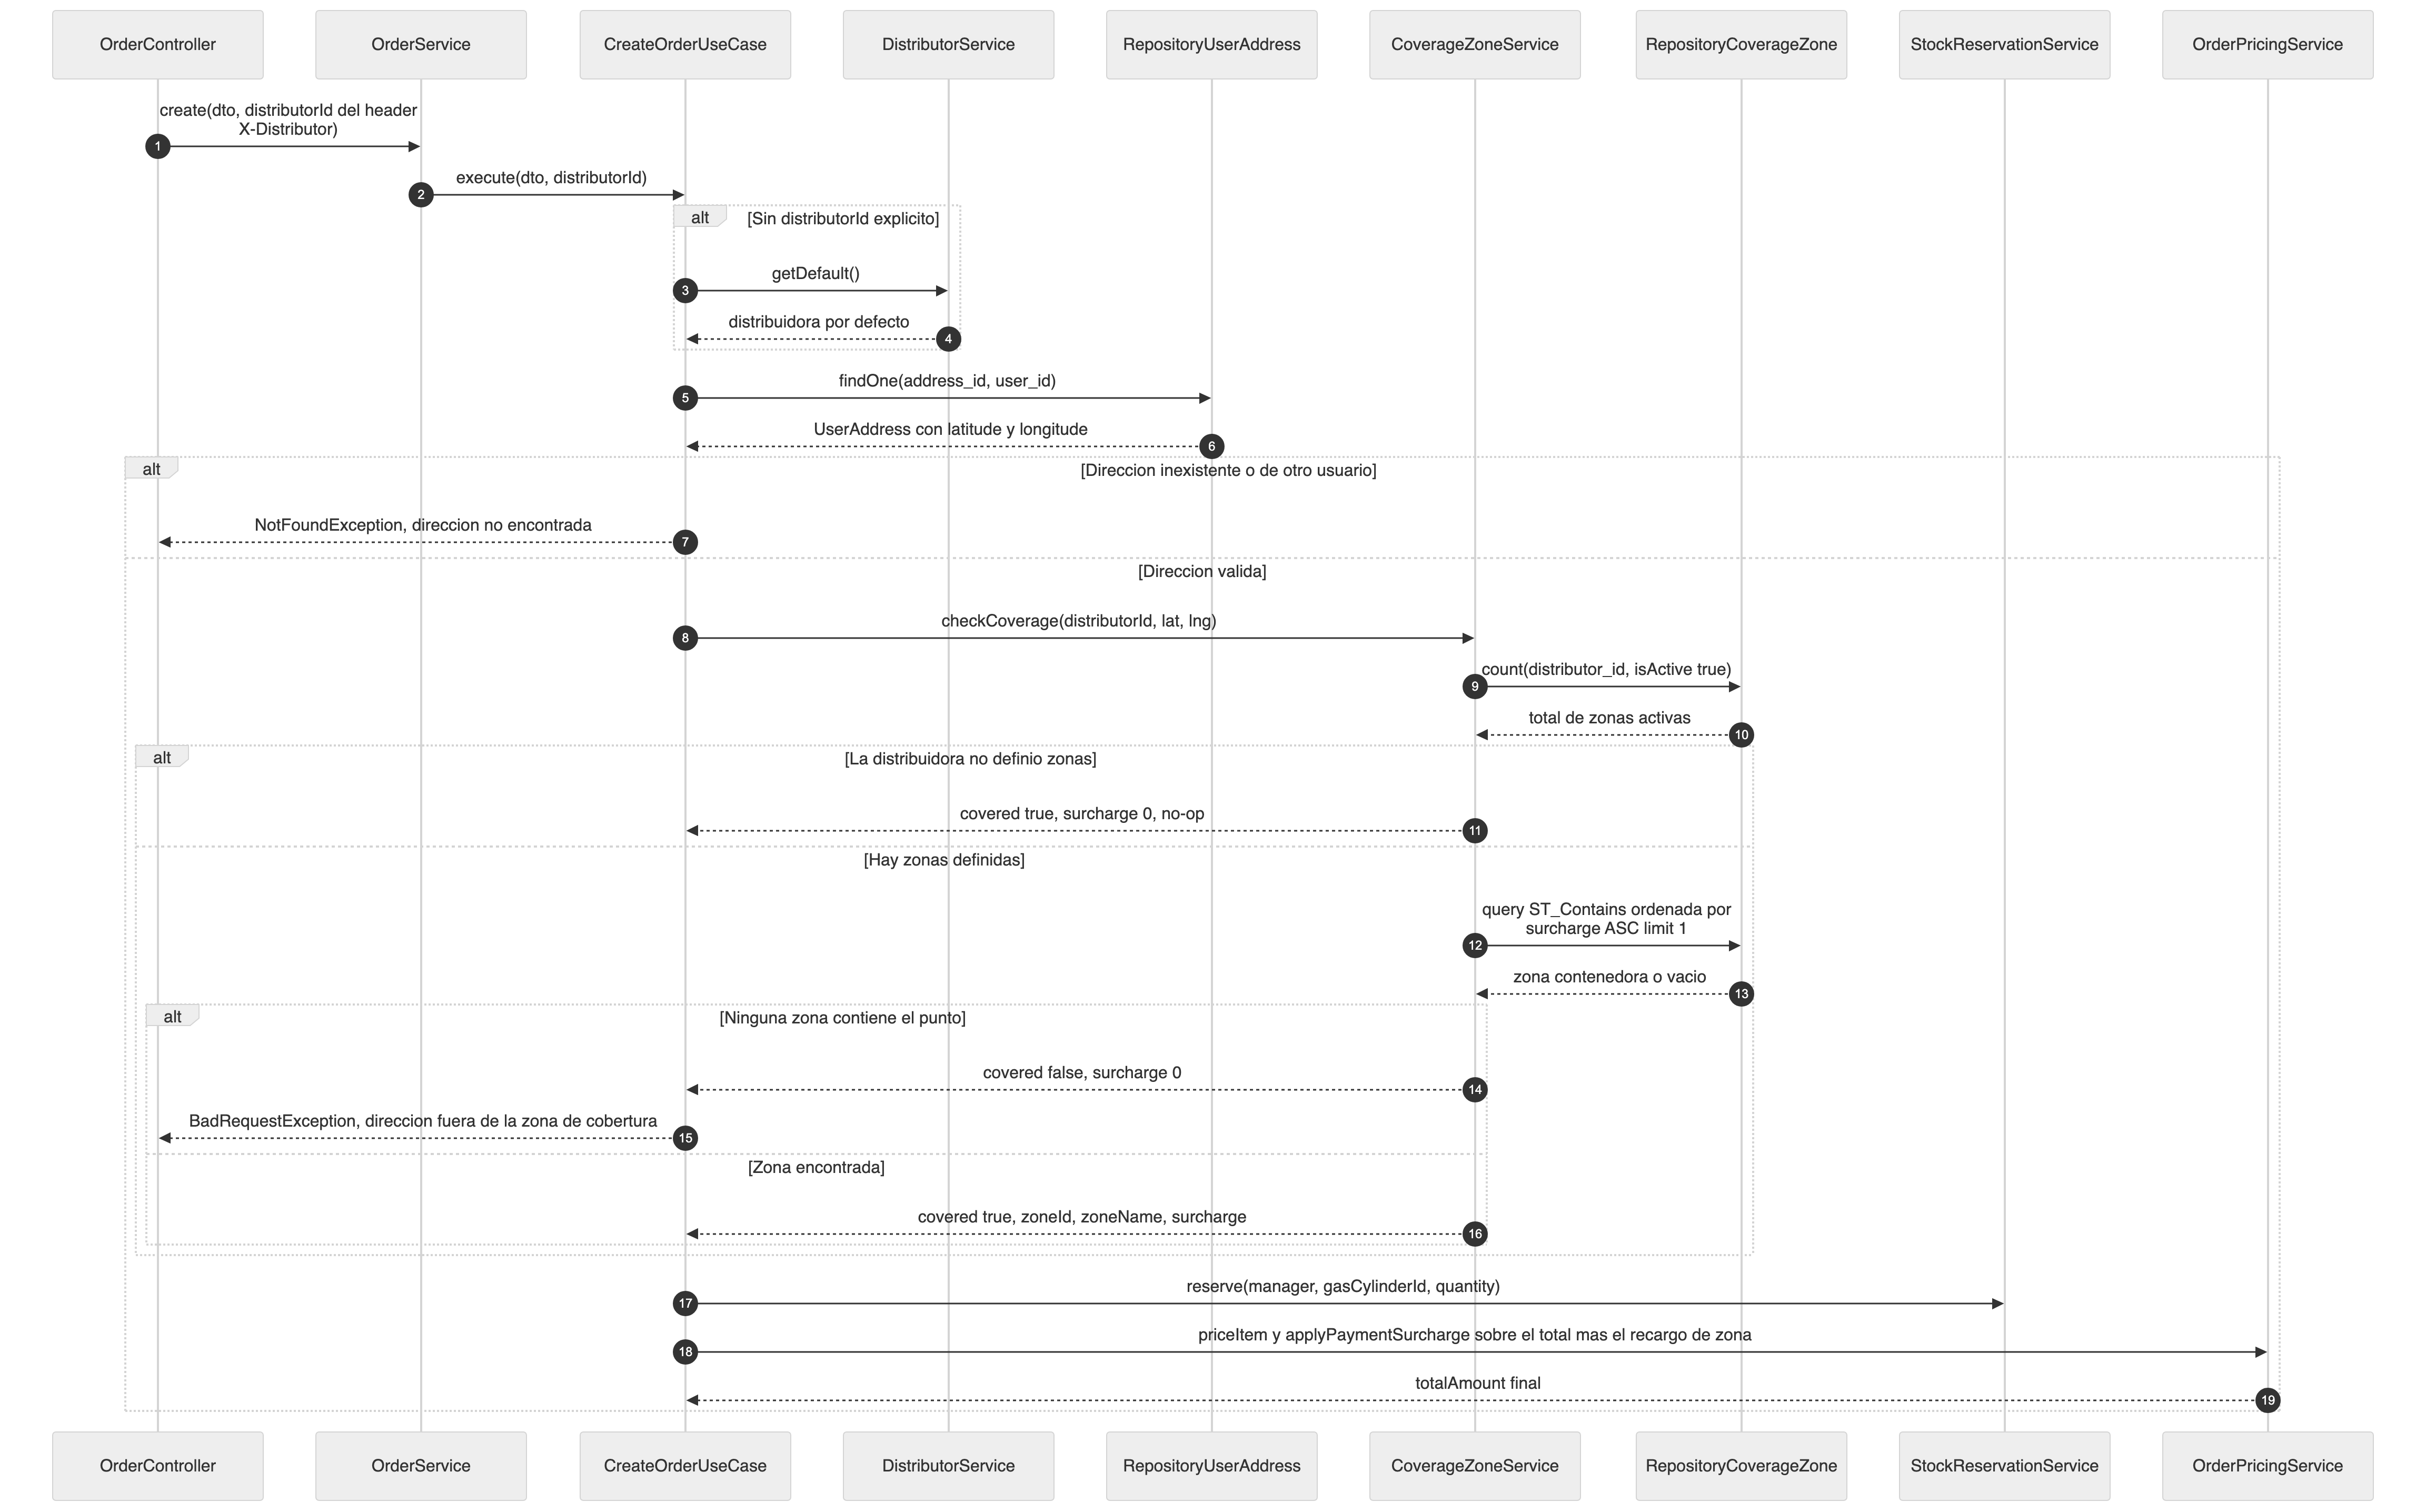 OrderController
OrderService
CreateOrderUseCase
DistributorService
RepositoryUserAddress
CoverageZoneService
RepositoryCoverageZone
StockReservationService
OrderPricingService
create(dto, distributorId del header
X-Distributor)
1
execute(dto, distributorId)
2
alt
[Sin distributorId explicito]
getDefault()
3
distribuidora por defecto
4
findOne(address_id, user_id)
5
UserAddress con latitude y longitude
6
alt
[Direccion inexistente o de otro usuario]
NotFoundException, direccion no encontrada
7
[Direccion valida]
checkCoverage(distributorId, lat, lng)
8
count(distributor_id, isActive true)
9
total de zonas activas
10
alt
[La distribuidora no definio zonas]
covered true, surcharge 0, no-op
11
[Hay zonas definidas]
query ST_Contains ordenada por
surcharge ASC limit 1
12
zona contenedora o vacio
13
alt
[Ninguna zona contiene el punto]
covered false, surcharge 0
14
BadRequestException, direccion fuera de la zona de cobertura
15
[Zona encontrada]
covered true, zoneId, zoneName, surcharge
16
reserve(manager, gasCylinderId, quantity)
17
priceItem y applyPaymentSurcharge sobre el total mas el recargo de zona
18
totalAmount final
19
OrderController
OrderService
CreateOrderUseCase
DistributorService
RepositoryUserAddress
CoverageZoneService
RepositoryCoverageZone
StockReservationService
OrderPricingService